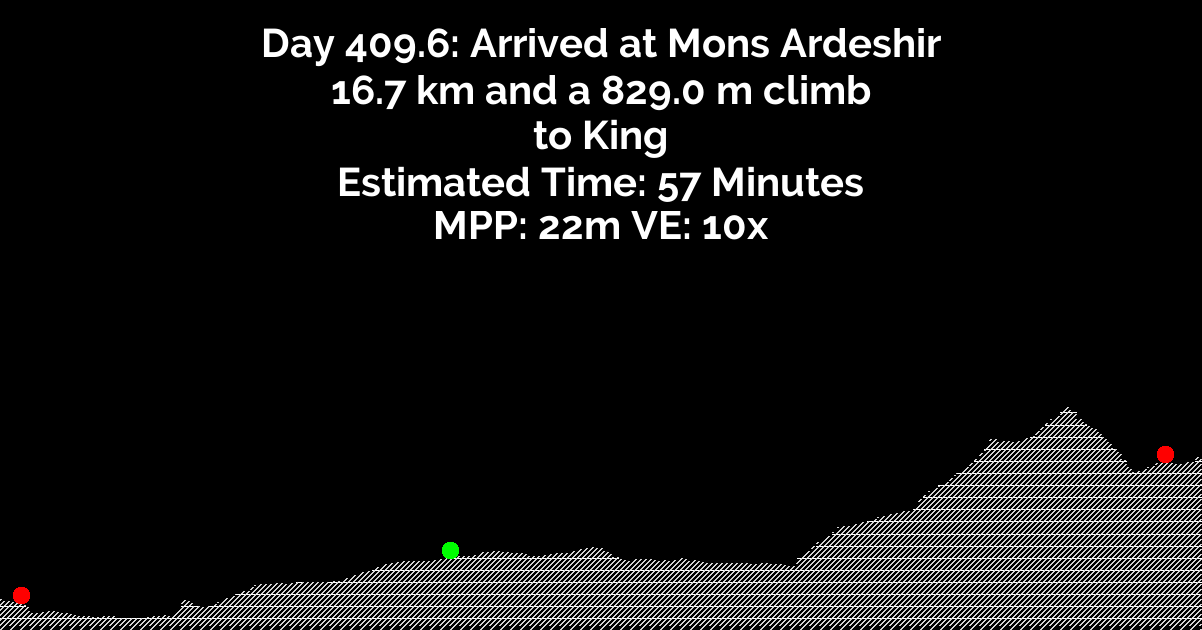 Day 409.6: Arrived at Mons Ardeshir
16.7 km and a 829.0 m climb
to King
Estimated Time: 57 Minutes
MPP: 22m VE: 10x